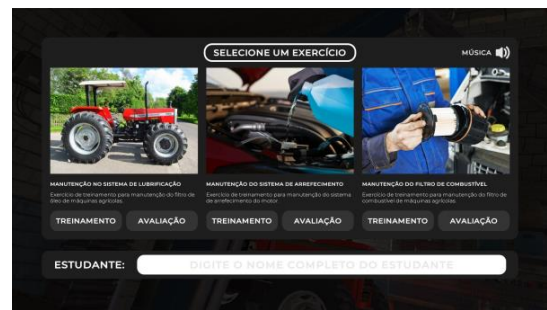 SELECIONE UM EXERCÍCIO
MÚSICA
MANUTENÇÃO NO SISTEMA DE LUBRIFICAÇÃO
Exercício de treinamento para manutenção do filtro de
óleo de máquinas agrícolas.
TREINAMENTO
AVALIAÇÃO
MANUTENÇÃO DO SISTEMA DE ARREFECIMENTO
Exercício de treinamento para manutenção do sistema
de arrefecimento do motor
TREINAMENTO
AVALIAÇÃO
MANUTENÇÃO DO FILTRO DE COMBUSTÍVEL
Exercício de treinamento para manutenção do filtro de
combustível de máquinas agrícolas
TREINAMENTO
AVALIAÇÃO
ESTUDANTE:
DIGITE O NOME COMPLETO DO ESTUDANTE